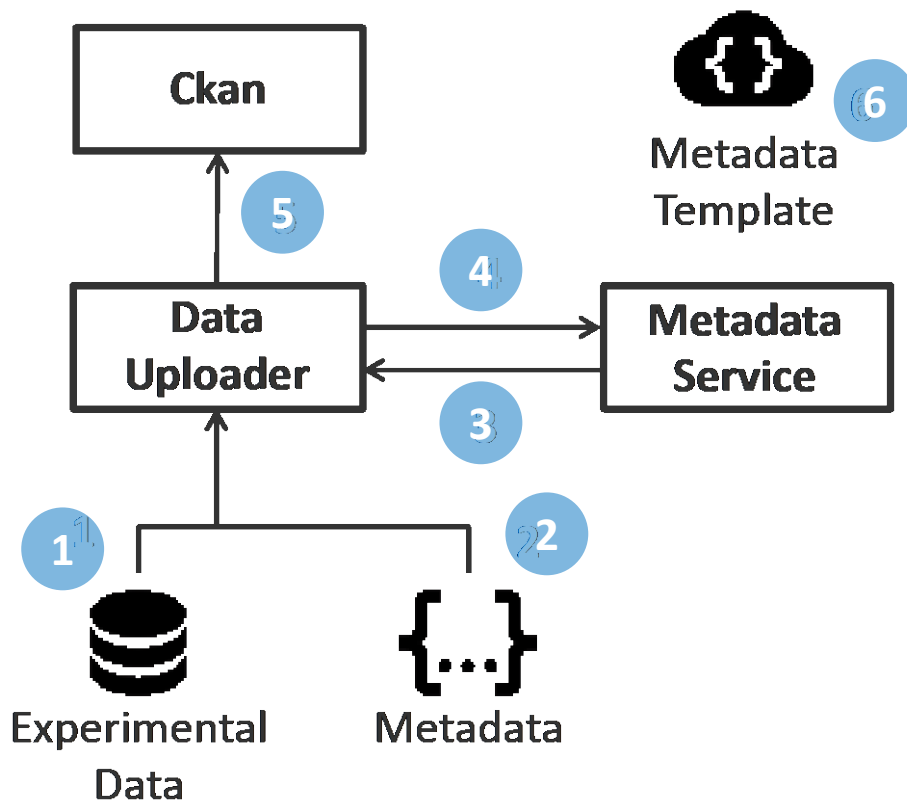 Ckan
6
Metadata
Template
5
4
Data
Uploader
Metadata
Service
3
1
2
{...}
Experimental
Data
Metadata